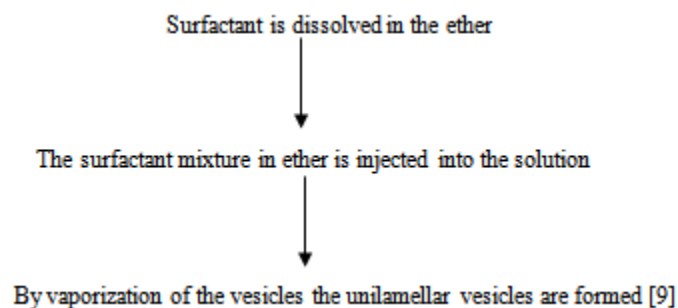 Surfactant is dissolved in the ether
The surfactant mixture in ether is injected into the solution
By vaporization of the vesicles the unilamellar vesicles are formed [9]